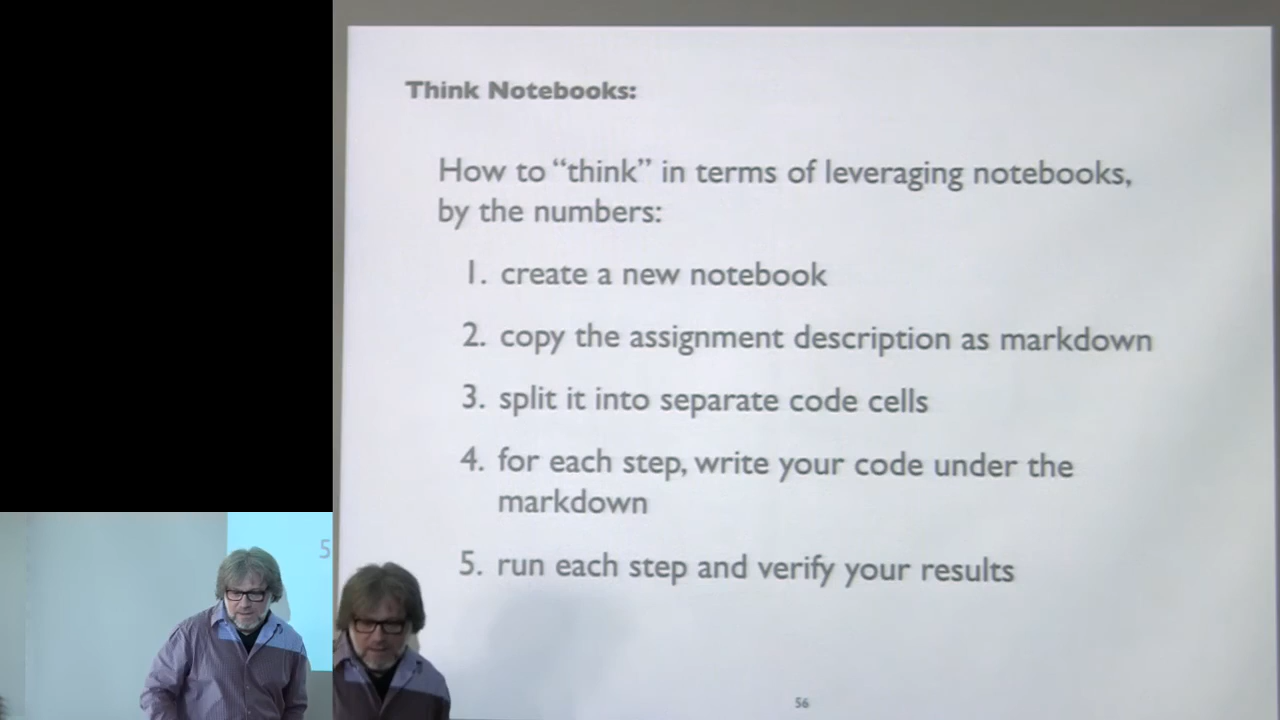 Think Notebooks:
How to “think” in terms of leveraging notebooks,
by the numbers:
1. create a new notebook
2. copy the assignment description as markdown
3. split it into separate code cells
4. for each step, write your code under the
markdown
5. run each step and verify your results
56
5